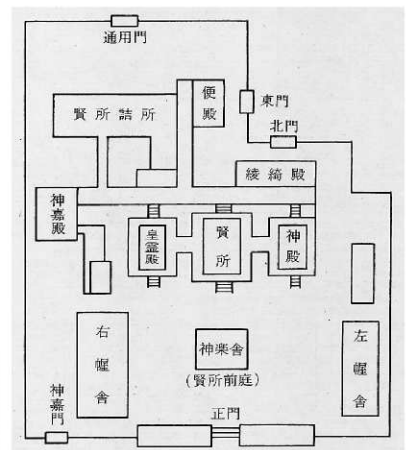 通用門
便殿
賢所詰所
東門
北門
綾綺殿
神嘉殿
皇霊殿
賢所
神殿
右幄舎
神楽舎
(賢所前庭)
左幄舎
神嘉門
正門